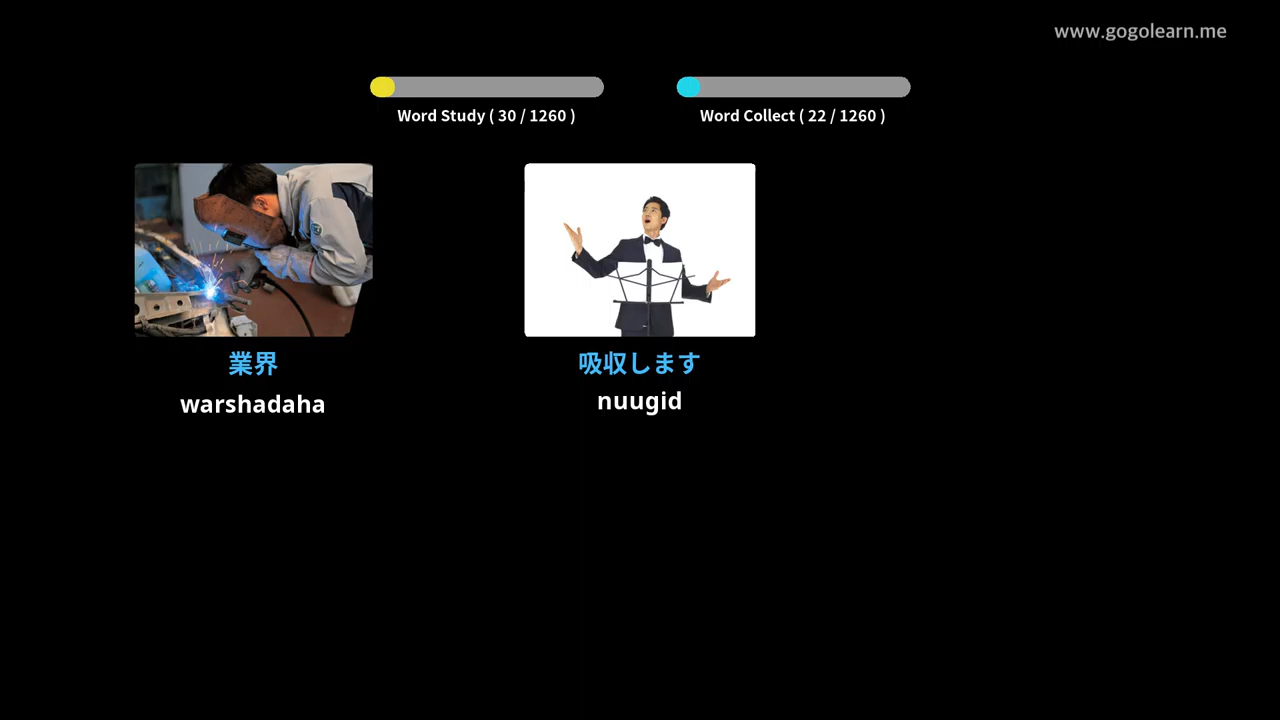 www.gogolearn.me
Word Study ( 30 / 1260 )
Word Collect ( 22 / 1260 )
業界
warshadaha
吸収します
nuugid